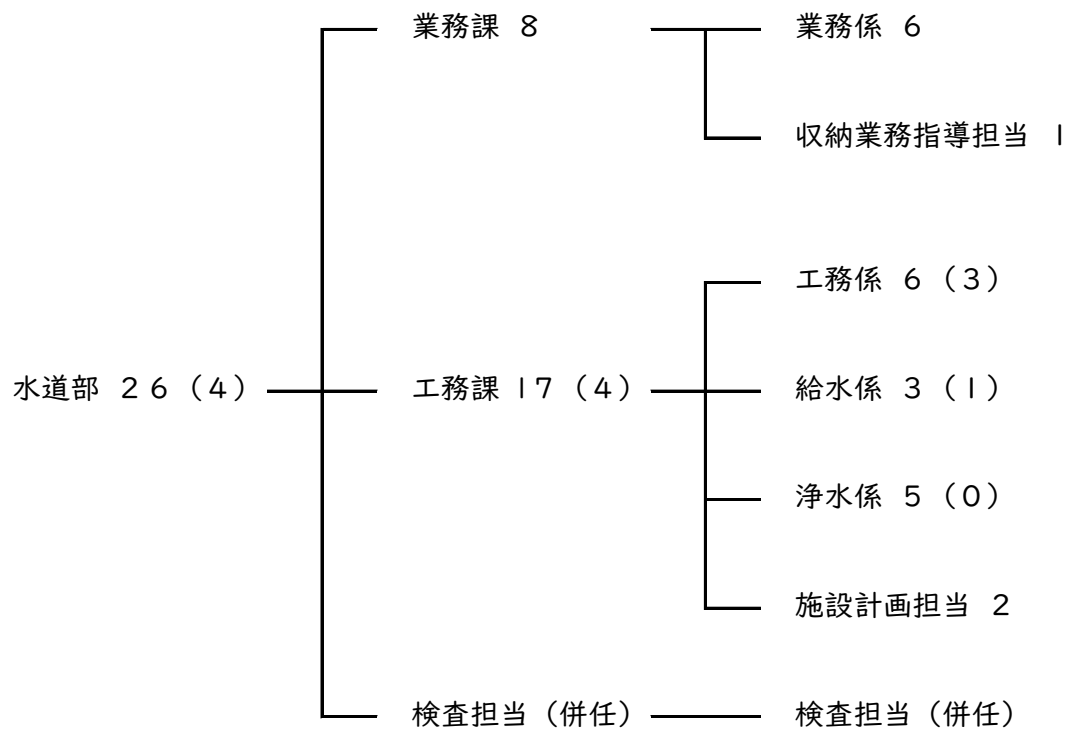 業務課 8
業務係 6
収納業務指導担当 1
工務係 6(3)
水道部 26(4)
工務課 17(4)
給水係 3(1)
浄水係 5(0)
施設計画担当 2
検査担当(併任)
検査担当(併任)